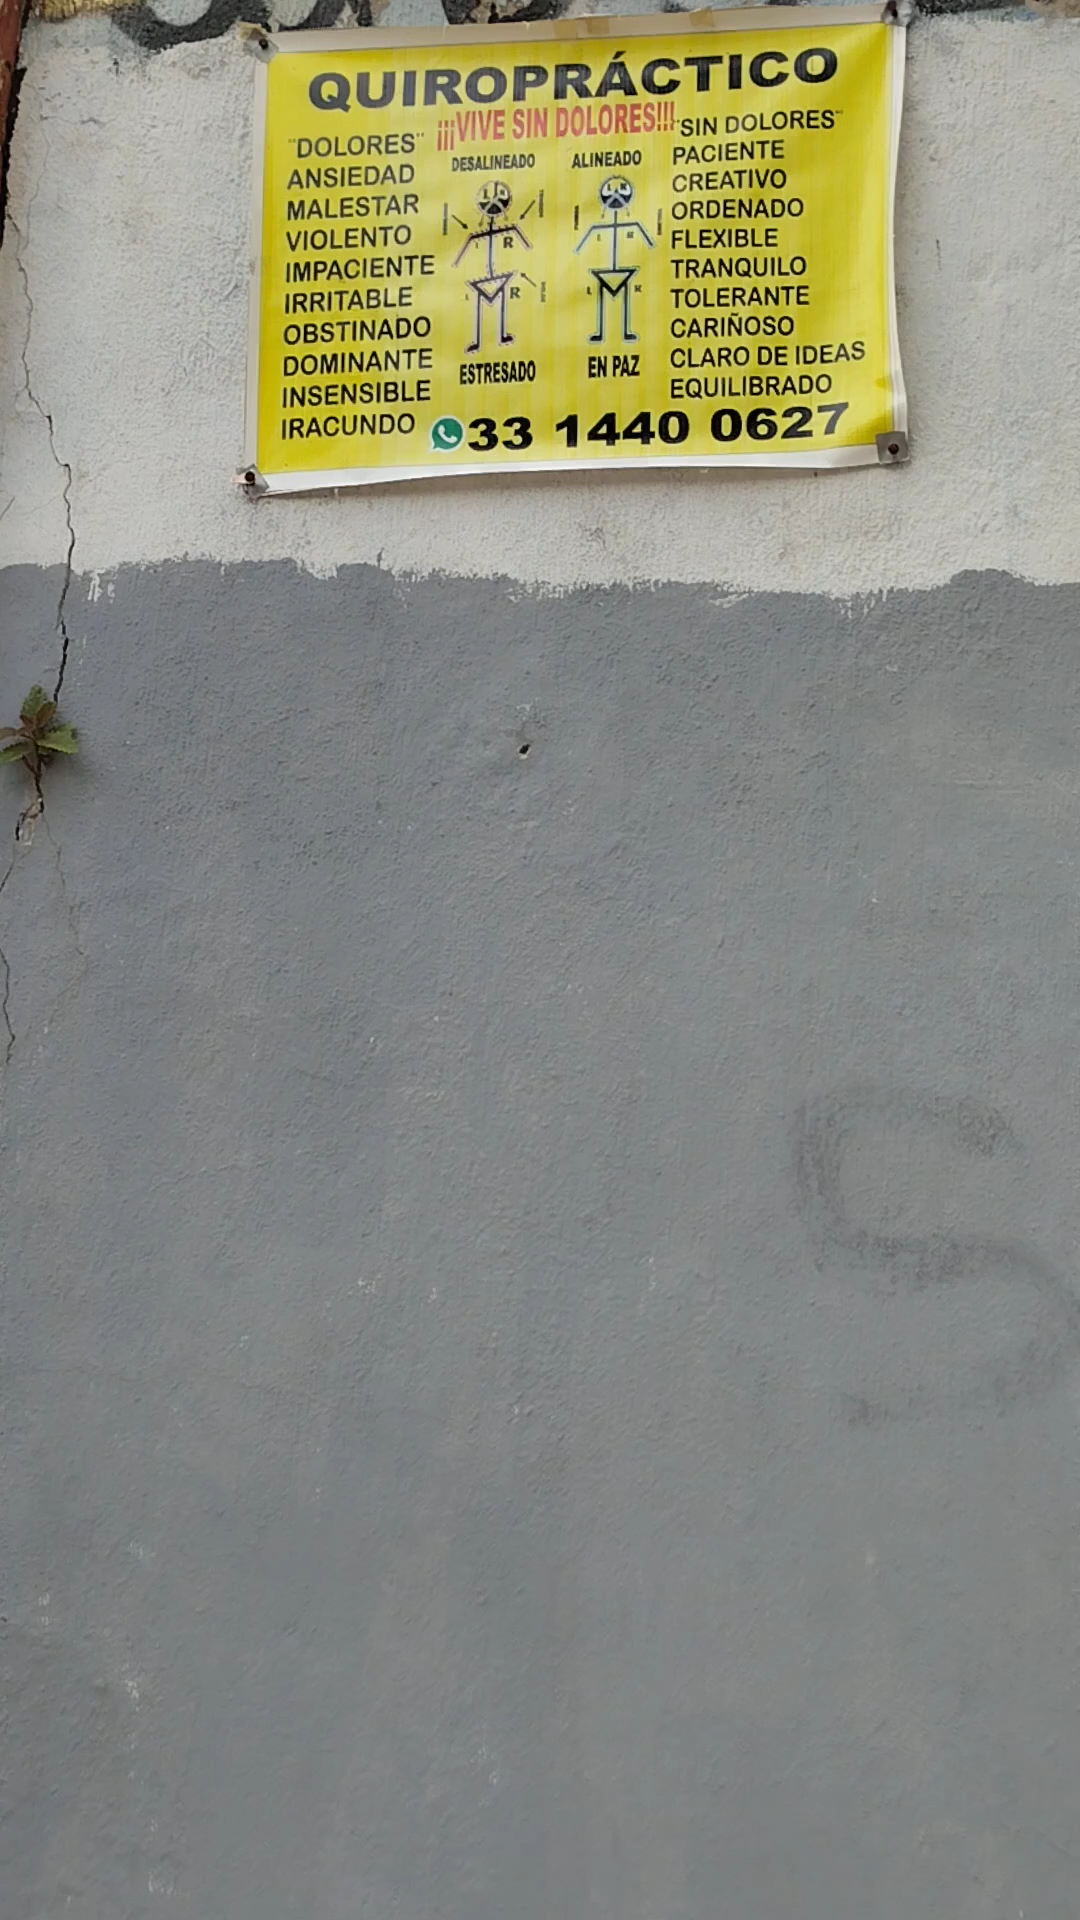 QUIROPRÁCTICO
¡¡¡VIVE SIN DOLORES!!!
"DOLORES"
ANSIEDAD
MALESTAR
VIOLENTO
IMPACIENTE
IRRITABLE
OBSTINADO
DOMINANTE
INSENSIBLE
IRACUNDO
DESALINEADO
L R
R
L R
ESTRESADO
ALINEADO
L R
L R
L R
EN PAZ
"SIN DOLORES"
PACIENTE
CREATIVO
ORDENADO
FLEXIBLE
TRANQUILO
TOLERANTE
CARIÑOSO
CLARO DE IDEAS
EQUILIBRADO
33 1440 0627